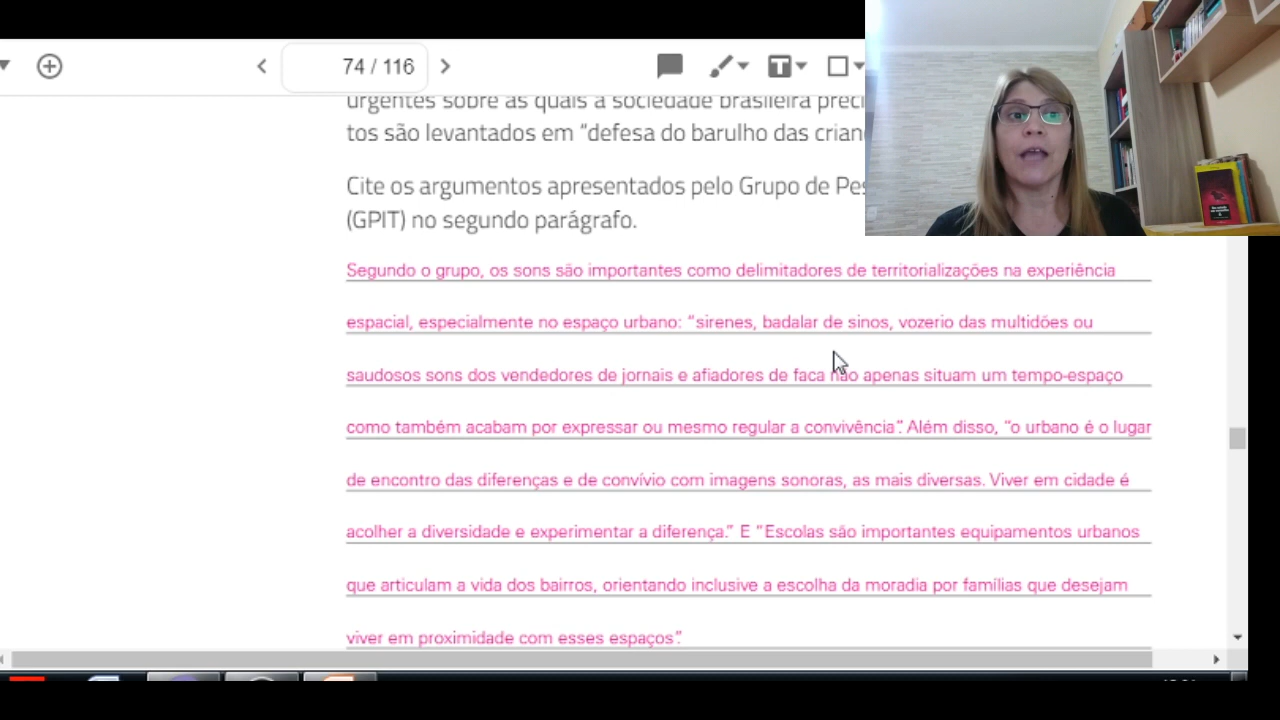 74 / 116
urgentes sobre as quais a sociedade brasileira
tos são levantados em “defesa do barulho das
Cite os argumentos apresentados pelo Grupo de
(GPIT) no segundo parágrafo.
Segundo o grupo, os sons são importantes como delimitadores de territorializações na experiência
espacial, especialmente no espaço urbano: “sirenes, badalar de sinos, vozerio das multidões ou
saudosos sons dos vendedores de jornais e afiadores de faca não apenas situam um tempo-espaço
como também acabam por expressar ou mesmo regular a convivência”. Além disso, “o urbano é o lugar
de encontro das diferenças e de convívio com imagens sonoras, as mais diversas. Viver em cidade é
acolher a diversidade e experimentar a diferença.” E “Escolas são importantes equipamentos urbanos
que articulam a vida dos bairros, orientando inclusive a escolha da moradia por famílias que desejam
viver em proximidade com esses espaços”.